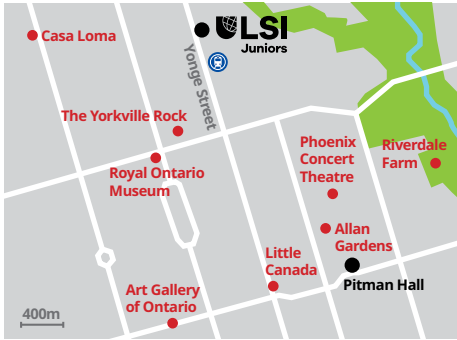 Casa Loma
ULSI
Juniors
Yonge Street
The Yorkville Rock
Royal Ontario
Museum
Phoenix
Concert
Theatre
Riverdale
Farm
Allan
Gardens
Little
Canada
Pitman Hall
Art Gallery
of Ontario
400m